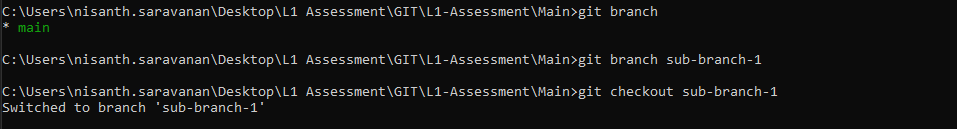 C:\Users\nisanth.saravanan\Desktop\L1 Assessment\GIT\L1-Assessment\Main>git branch
* main
C:\Users\nisanth.saravanan\Desktop\L1 Assessment\GIT\L1-Assessment\Main>git branch sub-branch-1
C:\Users\nisanth.saravanan\Desktop\L1 Assessment\GIT\L1-Assessment\Main>git checkout sub-branch-1
Switched to branch 'sub-branch-1'